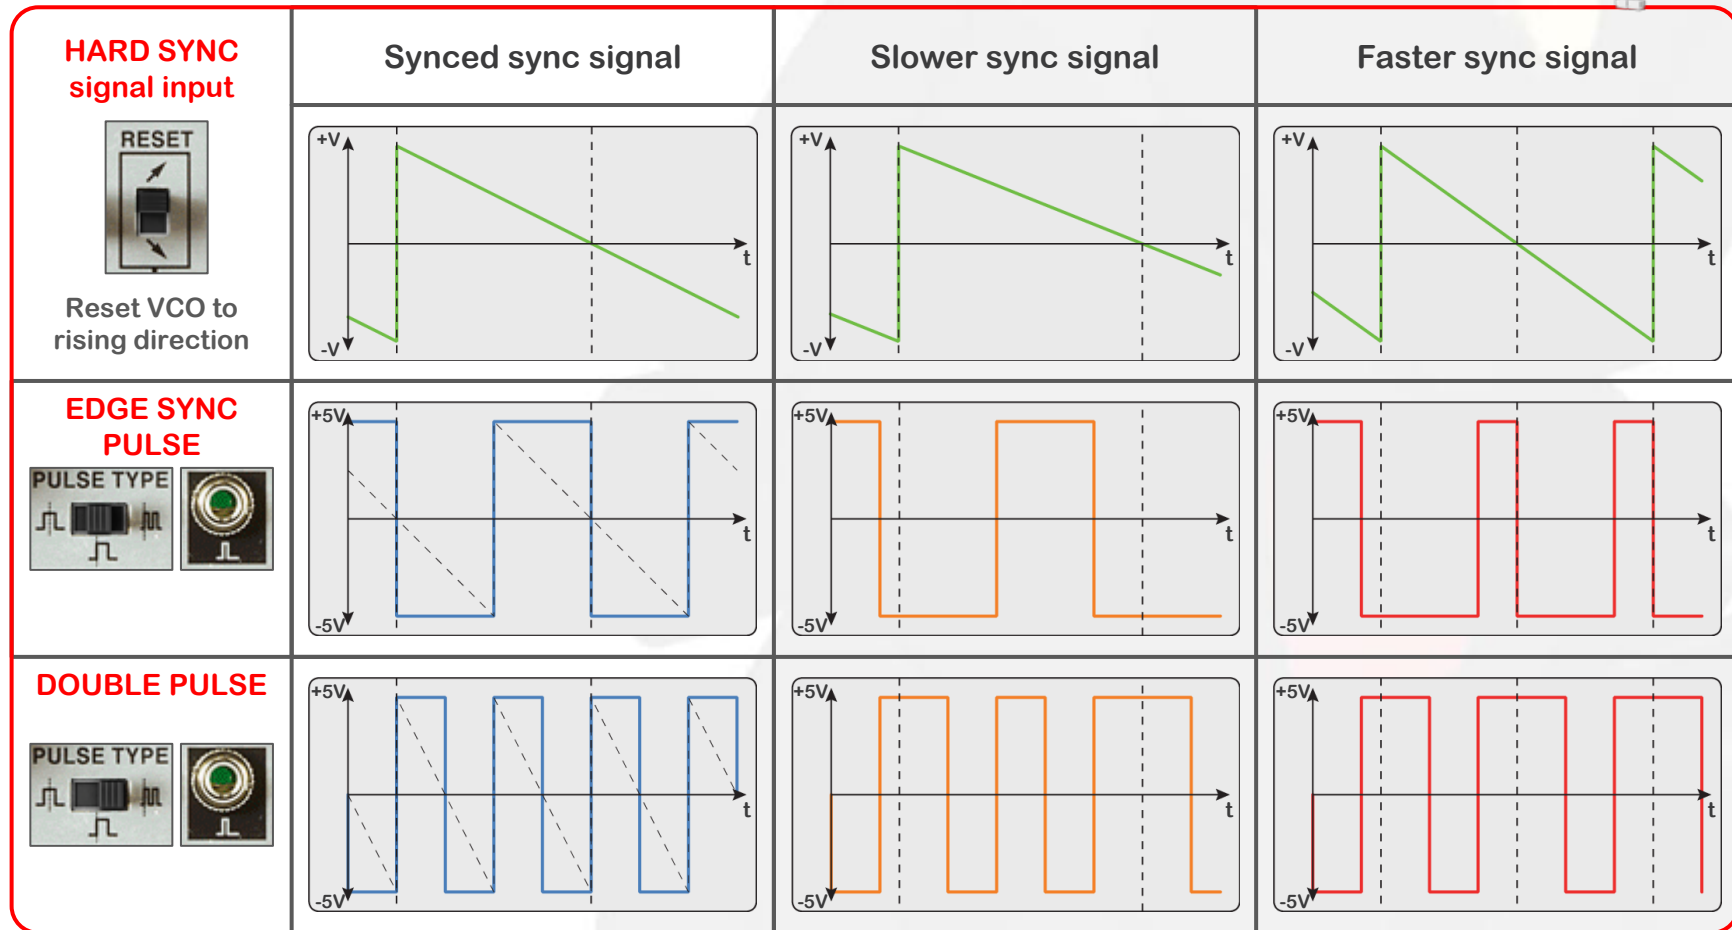 HARD SYNC
signal input
Synced sync signal
Slower sync signal
Faster sync signal
RESET
Reset VCO to
rising direction
+V
t
-V
+V
t
-V
+V
t
-V
EDGE SYNC
PULSE
PULSE TYPE
+5V
t
-5V
+5V
t
-5V
+5V
t
-5V
DOUBLE PULSE
PULSE TYPE
+5V
t
-5V
+5V
t
-5V
+5V
t
-5V